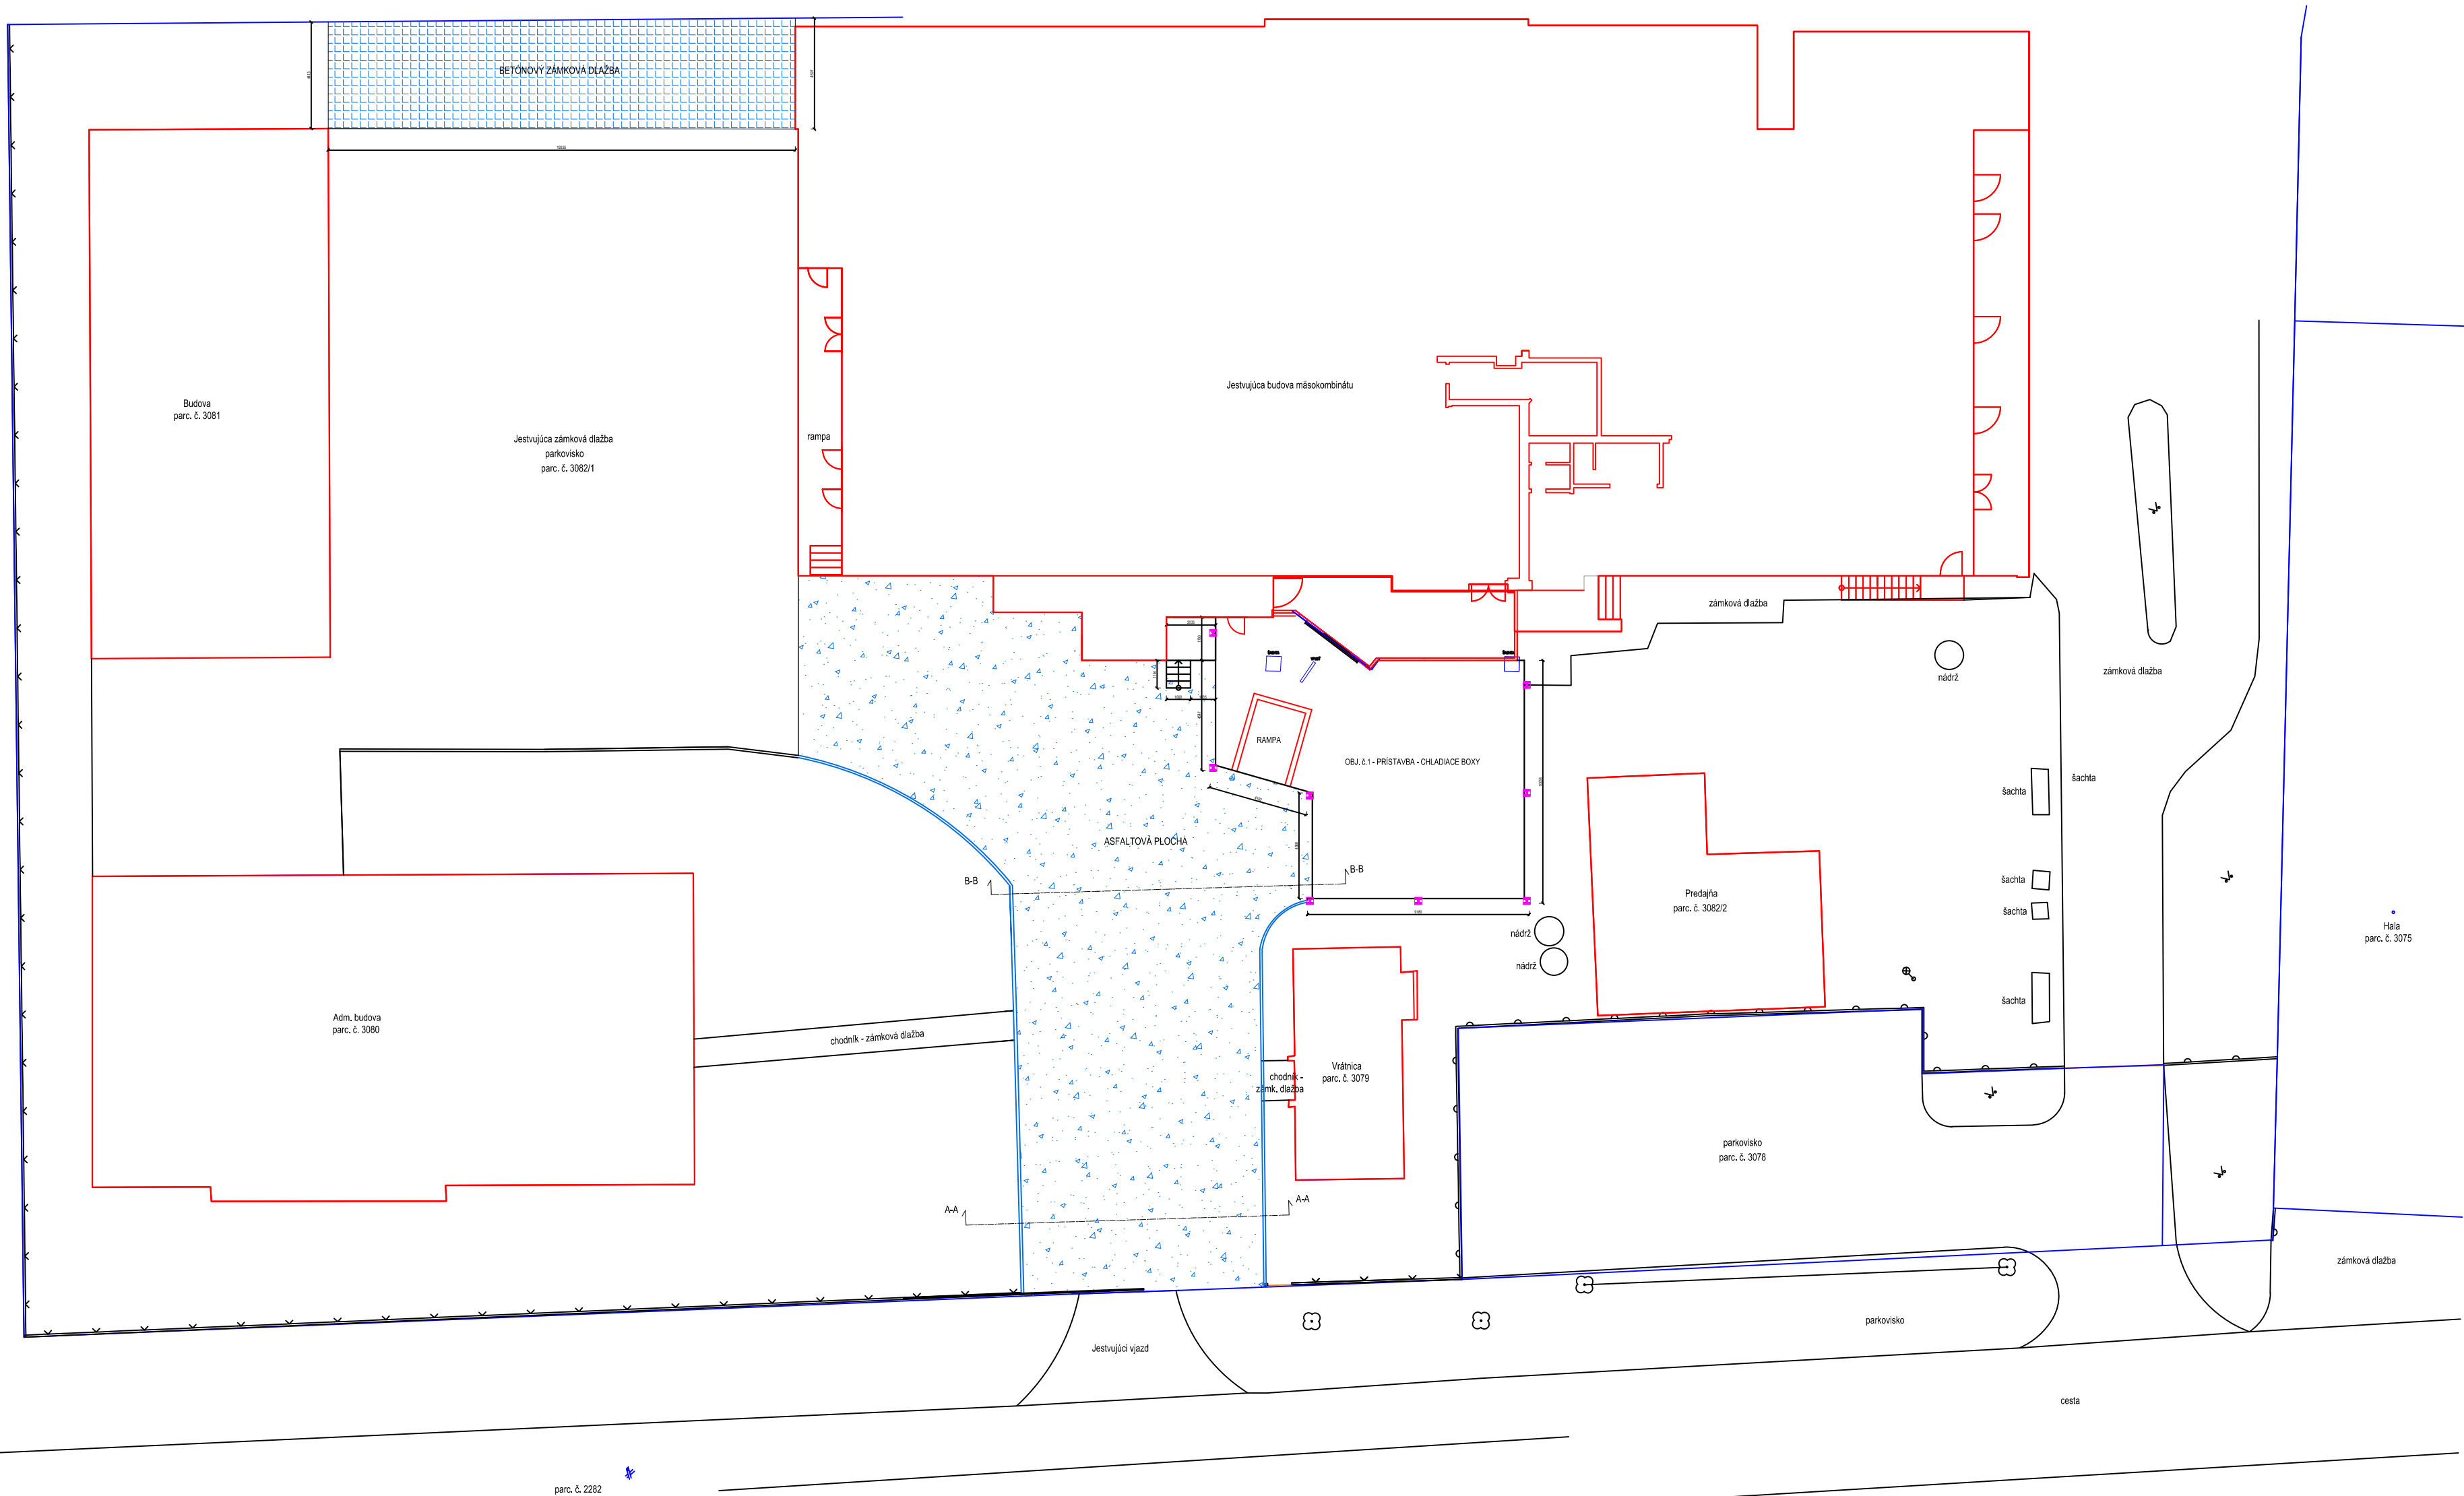 BETÓNOVÝ ZÁMKOVÁ DLAŽBA
Budova
parc. č. 3081
Jestvujúca zámková dlažba
parkovisko
parc. č. 3082/1
rampa
Jestvujúca budova mäsokombinátu
zámková dlažba
nádrž
zámková dlažba
šachta
RAMPA
OBJ. č.1 - PRÍSTAVBA - CHLADIACE BOXY
ASFALTOVÁ PLOCHA
B-B
B-B
Predajňa
parc. č. 3082/2
šachta
šachta
šachta
šachta
nádrž
nádrž
Hala
parc. č. 3075
Adm. budova
parc. č. 3080
chodník - zámková dlažba
chodník -
zámk. dlažba
Vrátnica
parc. č. 3079
parkovisko
parc. č. 3078
A-A
A-A
zámková dlažba
parkovisko
Jestvujúci vjazd
cesta
parc. č. 2282